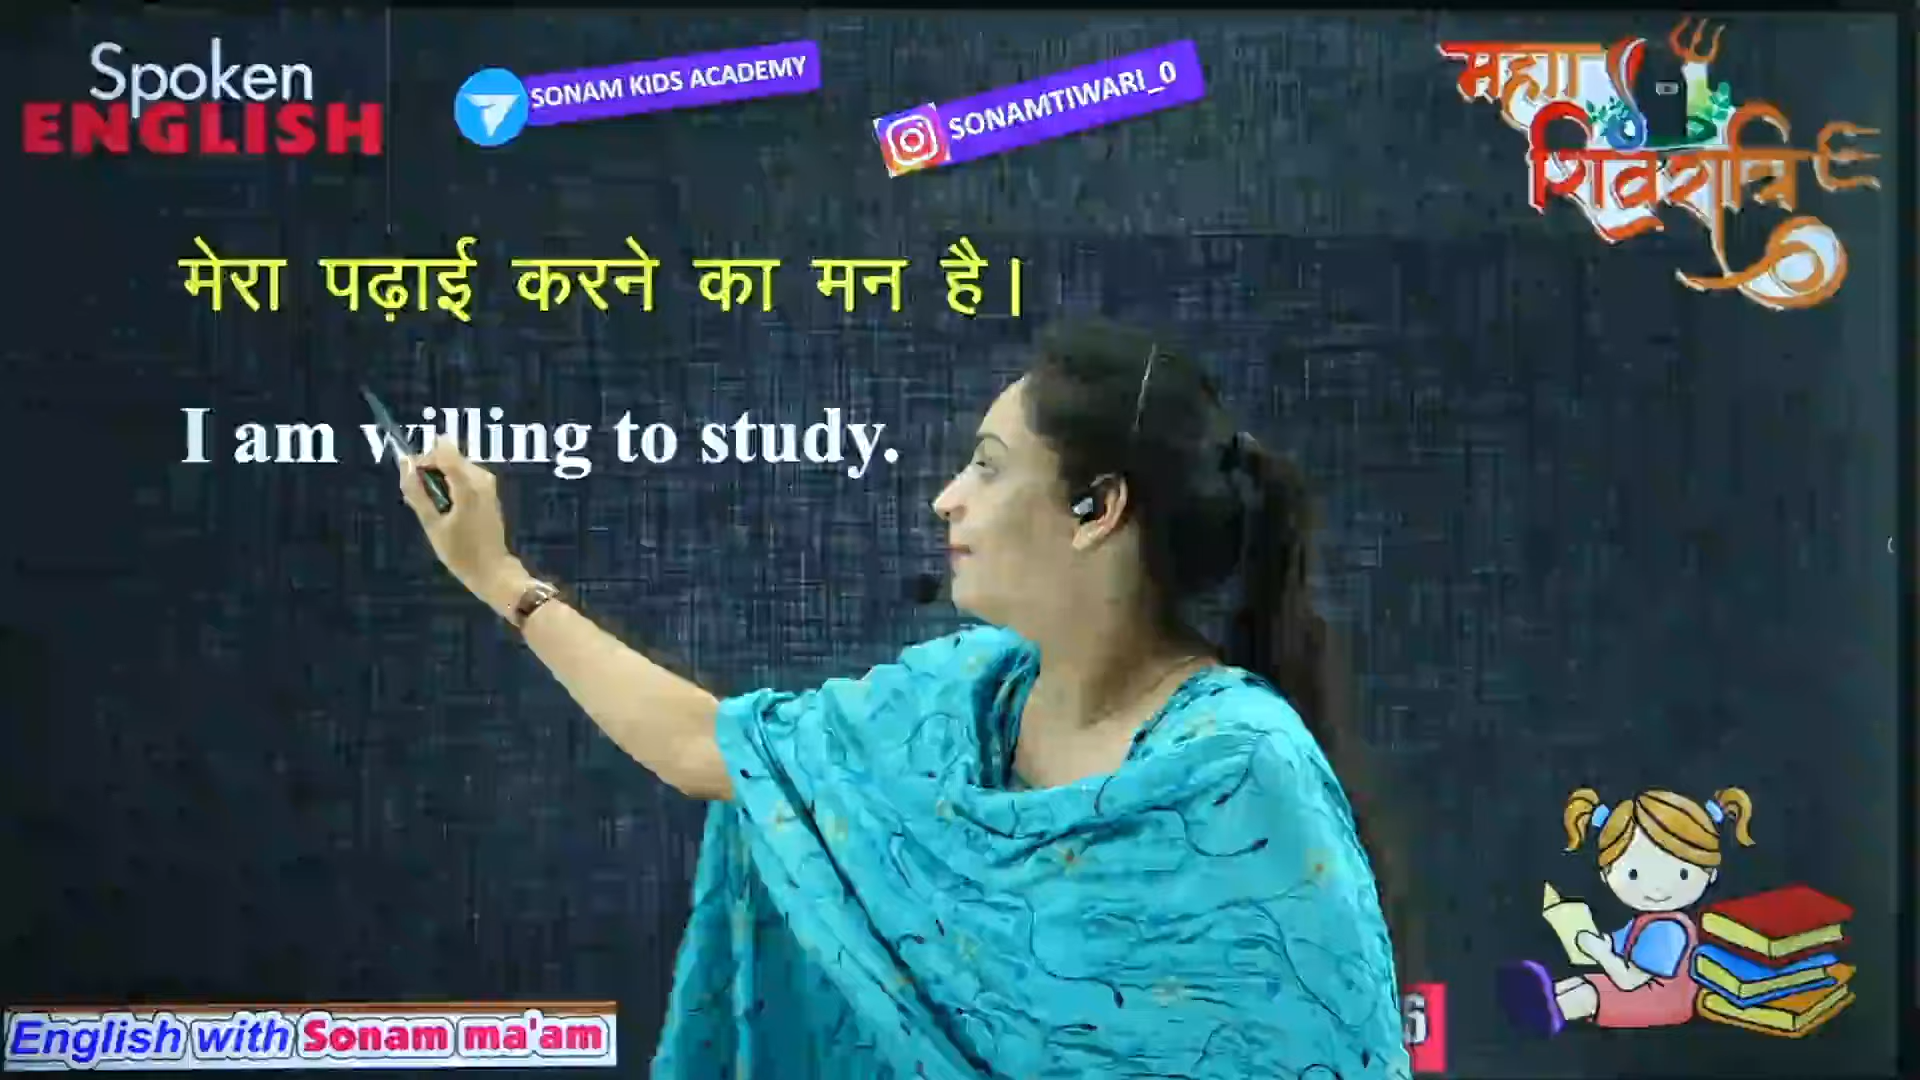 Spoken
ENGLISH
SONAM KIDS ACADEMY
SONAMTIWARI_0
महा
शिवरात्रि
मेरा पढ़ाई करने का मन है।
I am willing to study.
English with Sonam ma'am